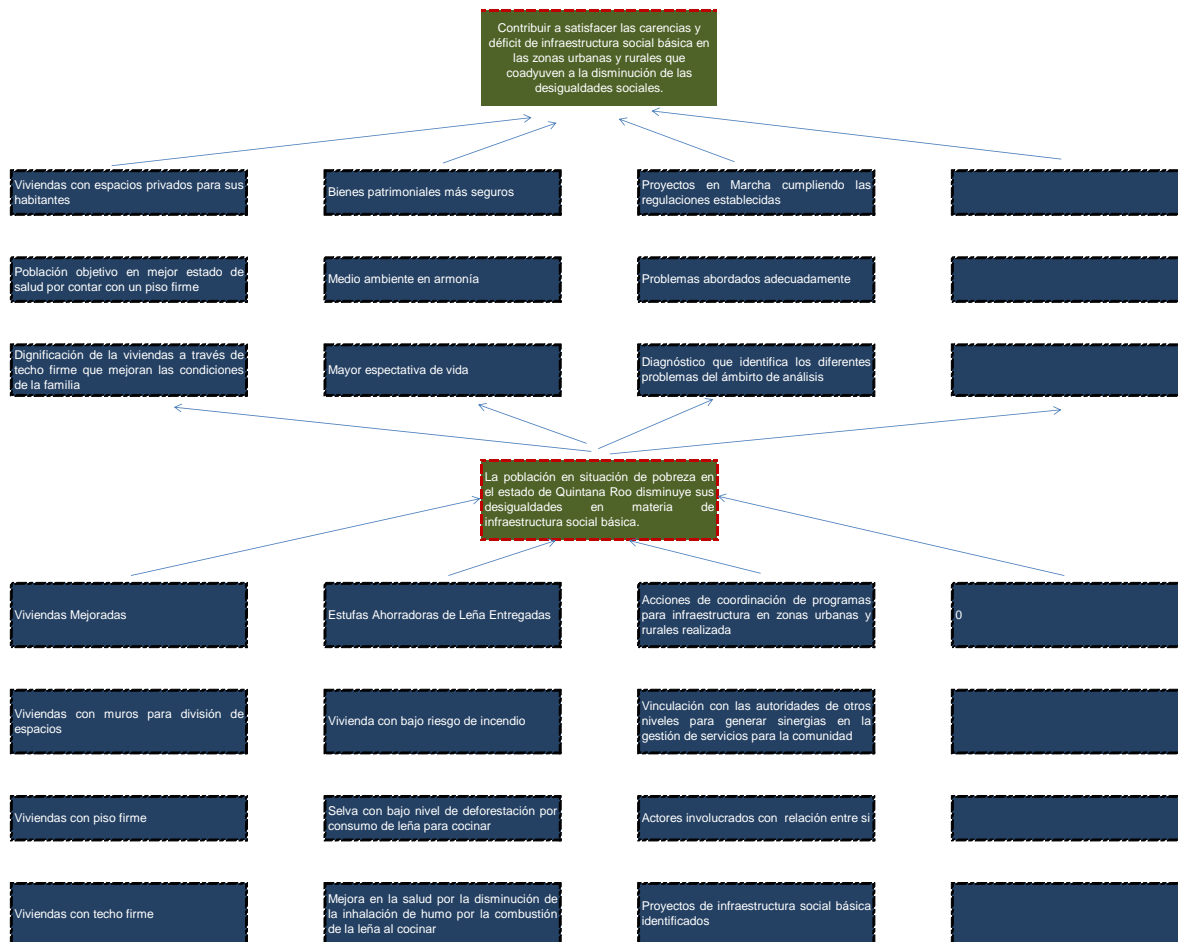 Contribuir a satisfacer las carencias y
déficit de infraestructura social básica en
las zonas urbanas y rurales que
coadyuven a la disminución de las
desigualdades sociales.
Viviendas con espacios privados para sus
habitantes
Bienes patrimoniales más seguros
Proyectos en Marcha cumpliendo las
regulaciones establecidas
Población objetivo en mejor estado de
salud por contar con un piso firme
Medio ambiente en armonía
Problemas abordados adecuadamente
Dignificación de la viviendas a través de
techo firme que mejoran las condiciones
de la familia
Mayor espectativa de vida
Diagnóstico que identifica los diferentes
problemas del ámbirto de análisis
La población en situación de pobreza en
el estado de Quintana Roo disminuye sus
desigualdades en materia de
infraestructura social básica.
Viviendas Mejoradas
Estufas Ahorradoras de Leña Entregadas
Acciones de coordinación de programas
para infraestructura en zonas urbanas y
rurales realizada
0
Viviendas con muros para división de
espacios
Vivienda con bajo riesgo de incendio
Vinculación con las autoridades de otros
niveles para generar sinergias en la
gestión de servicios para la comunidad
Viviendas con piso firme
Selva con bajo nivel de deforestación por
consumo de leña para cocinar
Actores involucrados con relación entre si
Viviendas con techo firme
Mejora en la salud por la disminución de
la inhalación de humo por la combustión
de la leña al cocinar
Proyectos de infraestructura social básica
identificados